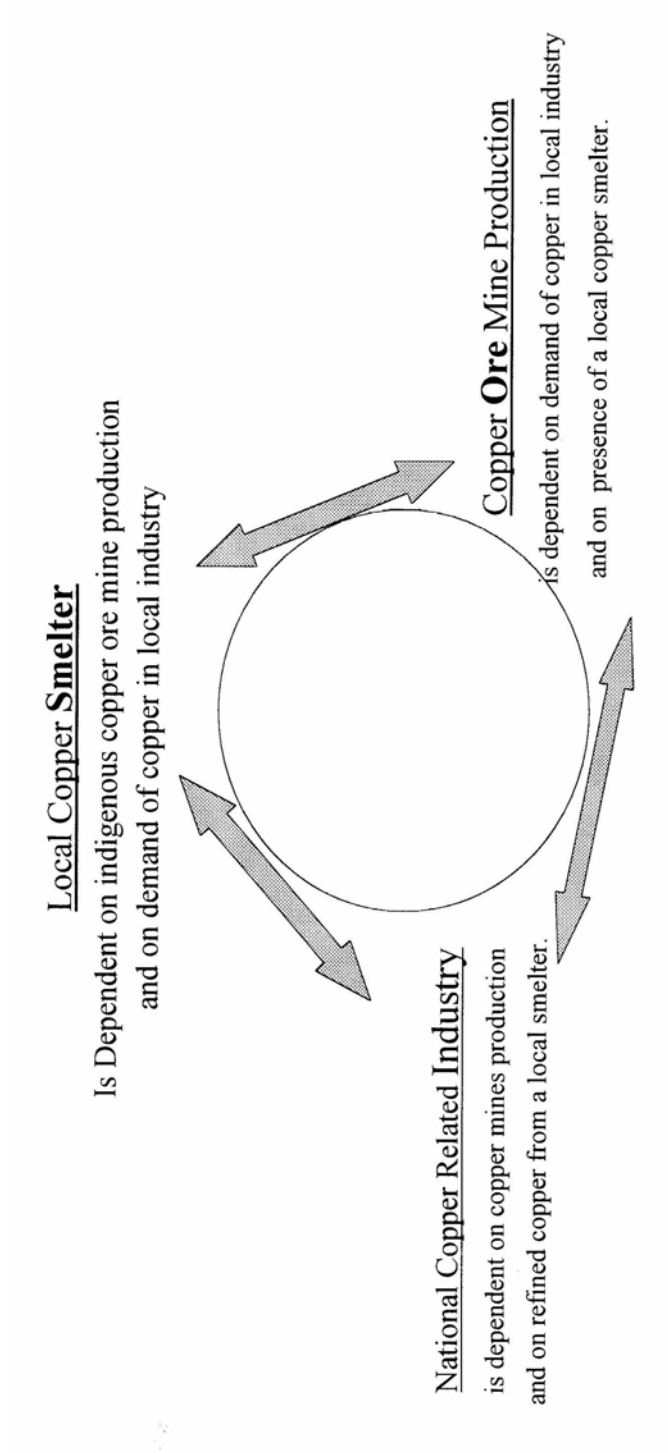 Local Copper Smelter
Is Dependent on indigenous copper ore mine production
and on demand of copper in local industry
National Copper Related Industry
is dependent on copper mines production
and on refined copper from a local smelter.
Copper Ore Mine Production
is dependent on demand of copper in local industry
and on presence of a local copper smelter.